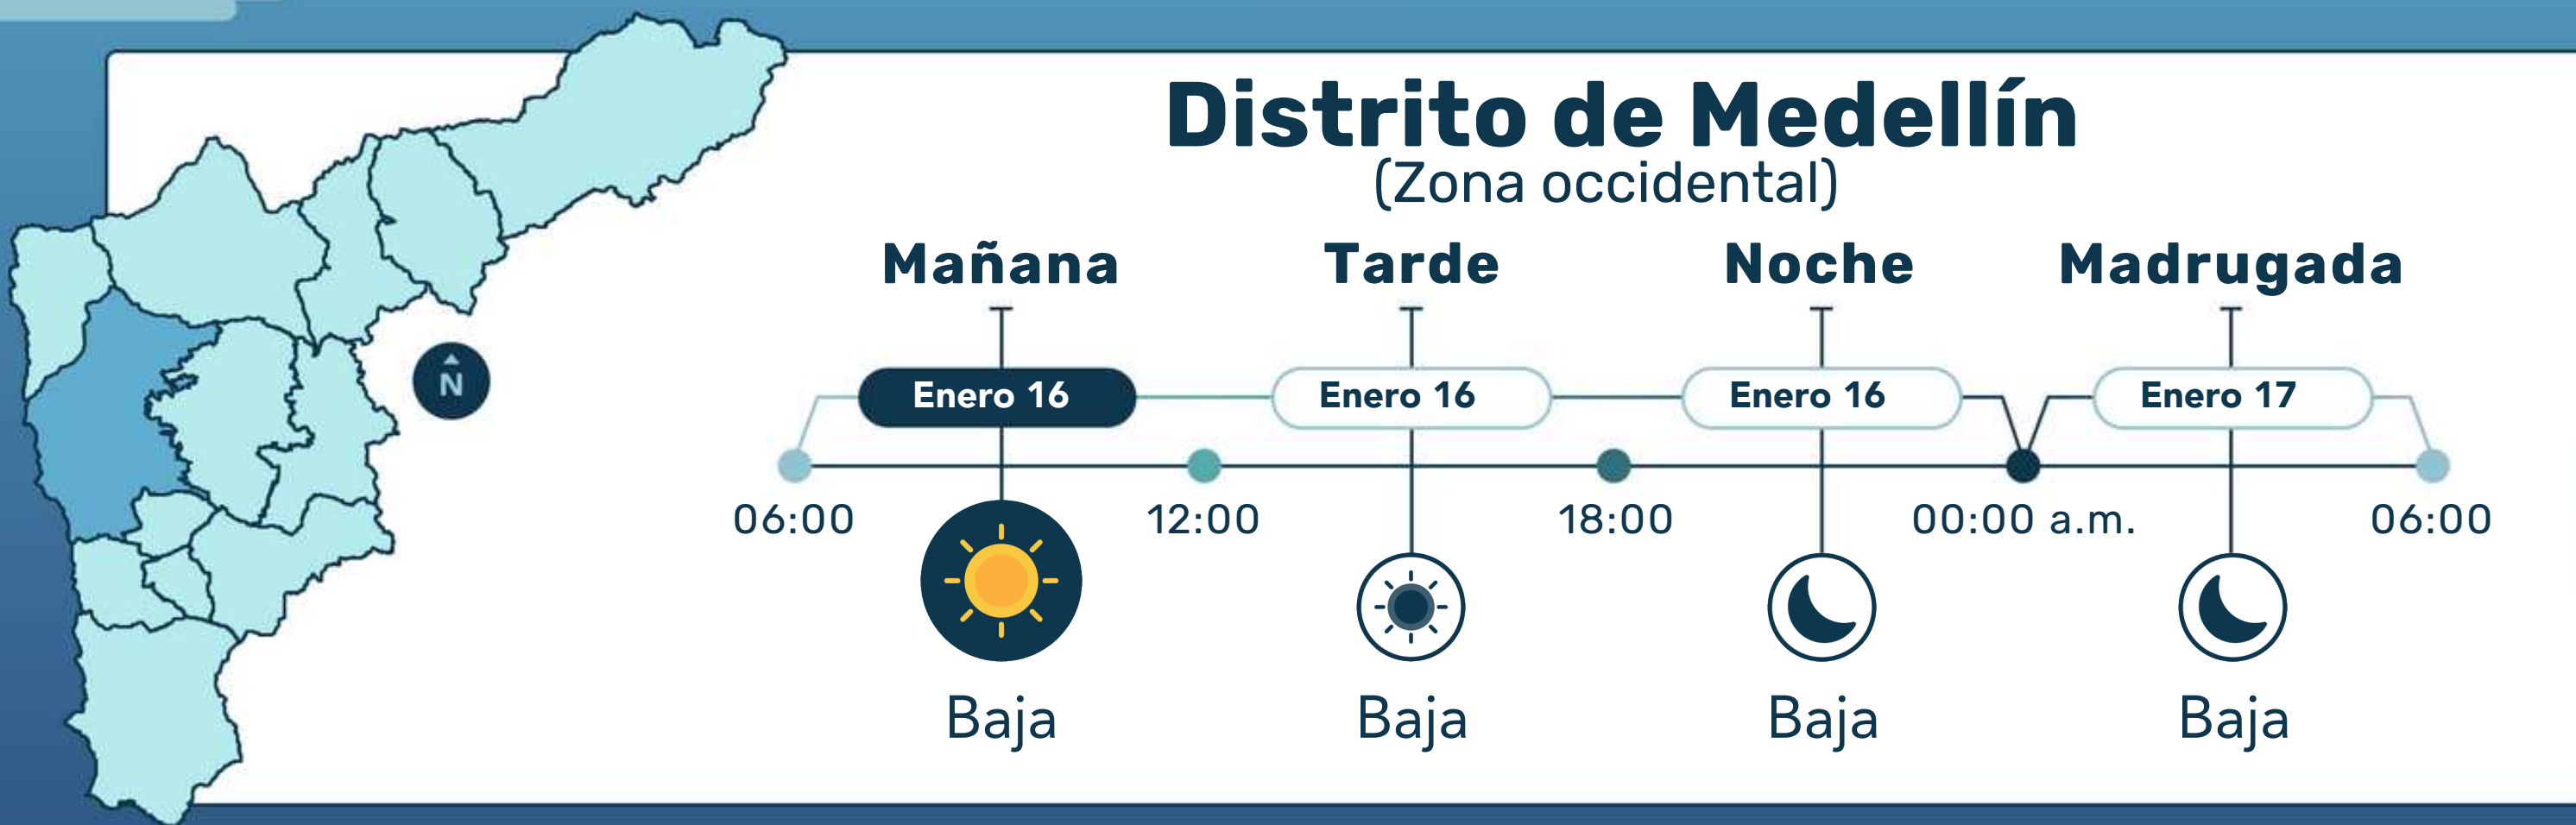 Distrito de Medellín
(Zona occidental)
Mañana Tarde Noche Madrugada
N
Enero 16 Enero 16 Enero 16 Enero 17
06:00 12:00 18:00 00:00 a.m. 06:00
Baja Baja Baja Baja